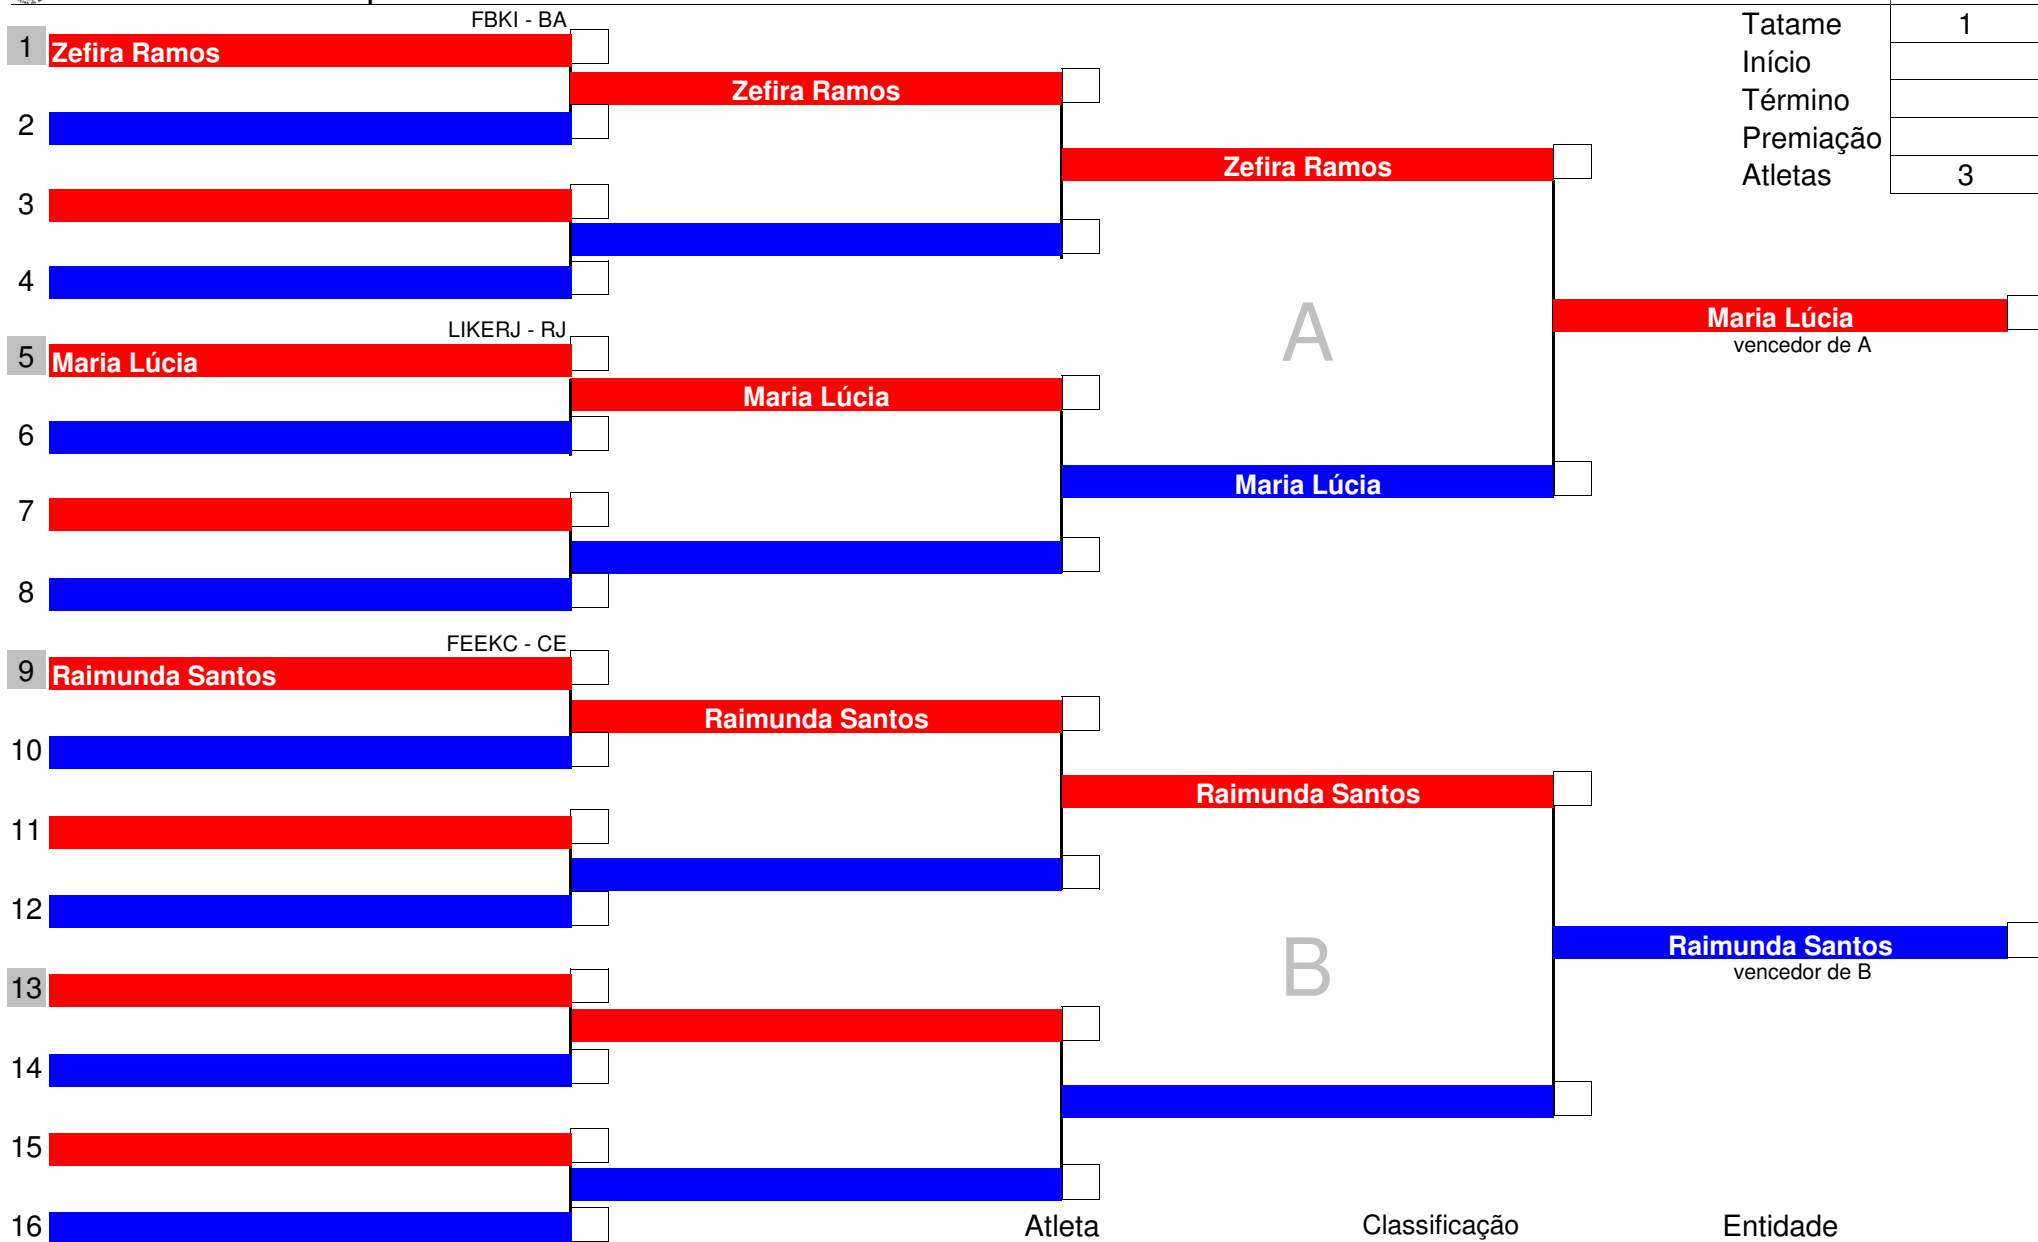 FBKI - BA
Tatame 1
1 Zefira Ramos
Início
Zefira Ramos
Término
2
Premiação
Zefira Ramos
Atletas 3
3
4
Maria Lúcia
LIKERJ - RJ
A
vencedor de A
5 Maria Lúcia
Maria Lúcia
6
Maria Lúcia
7
8
FEEKC - CE
9 Raimunda Santos
Raimunda Santos
10
Raimunda Santos
11
12
Raimunda Santos
B
vencedor de B
13
14
15
16
Atleta Classificação Entidade